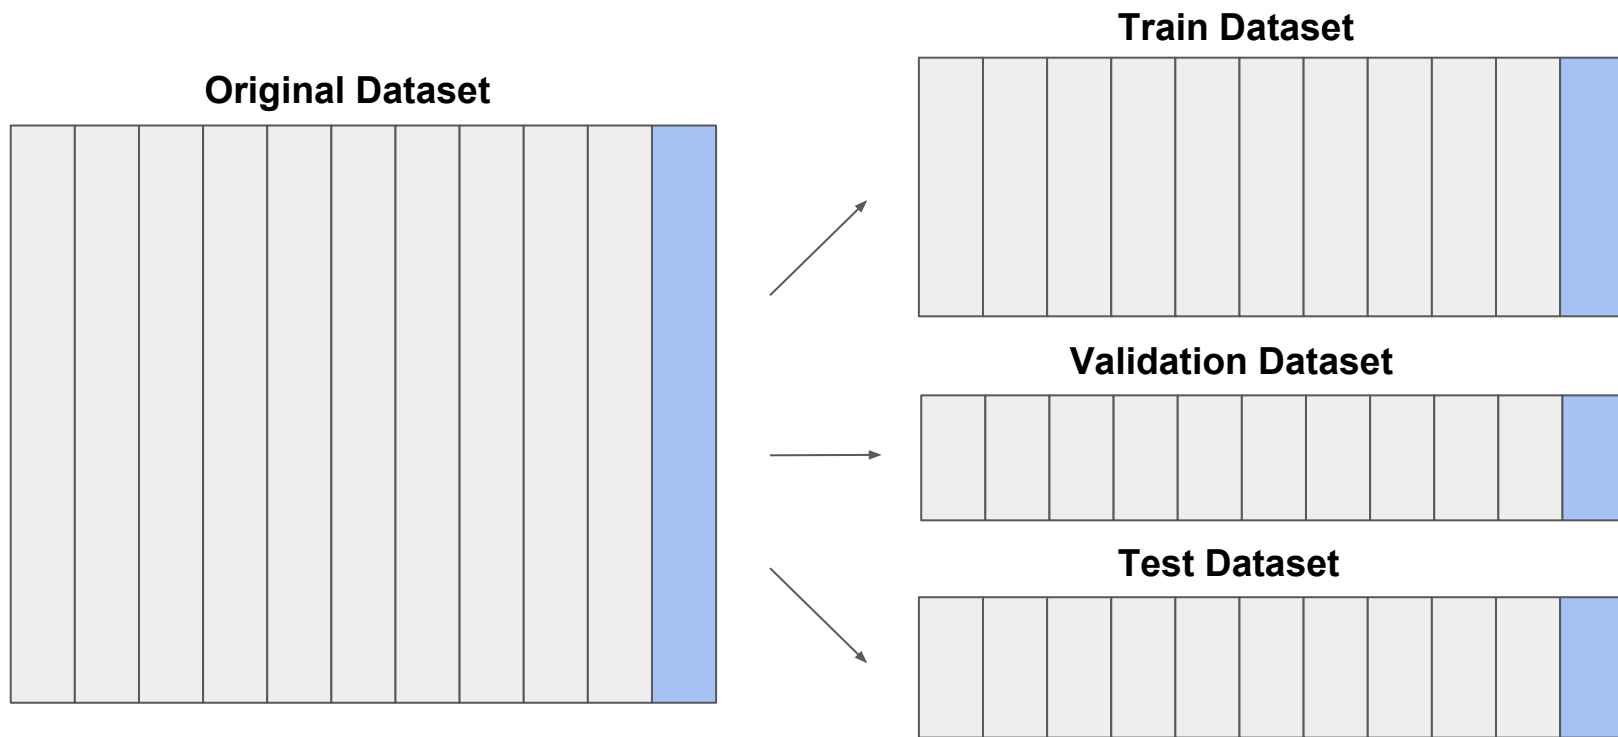 Original Dataset
Train Dataset
Validation Dataset
Test Dataset